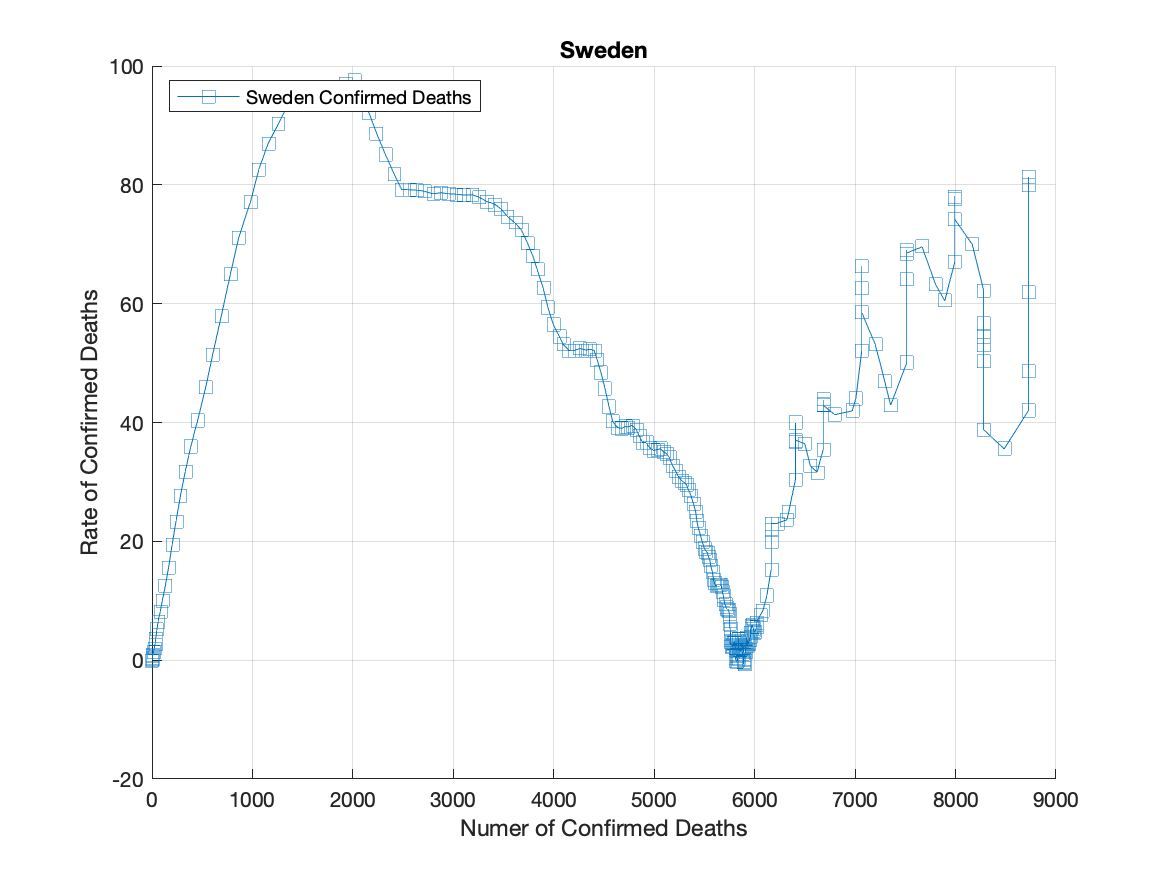 Sweden
100
80
60
40
20
0
-20
Rate of Confirmed Deaths
Sweden Confirmed Deaths
0 1000 2000 3000 4000 5000 6000 7000 8000 9000
Numer of Confirmed Deaths